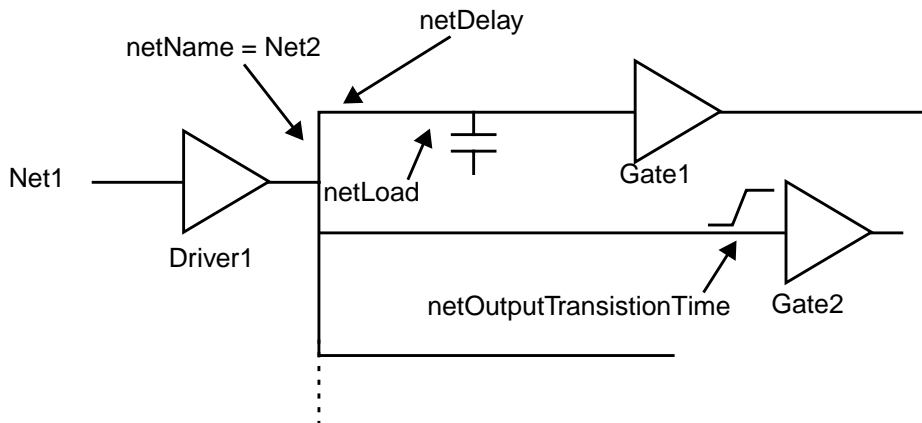 netDelay
netName = Net2
Net1
netLoad
Gate1
Driver1
netOutputTransistionTime
Gate2